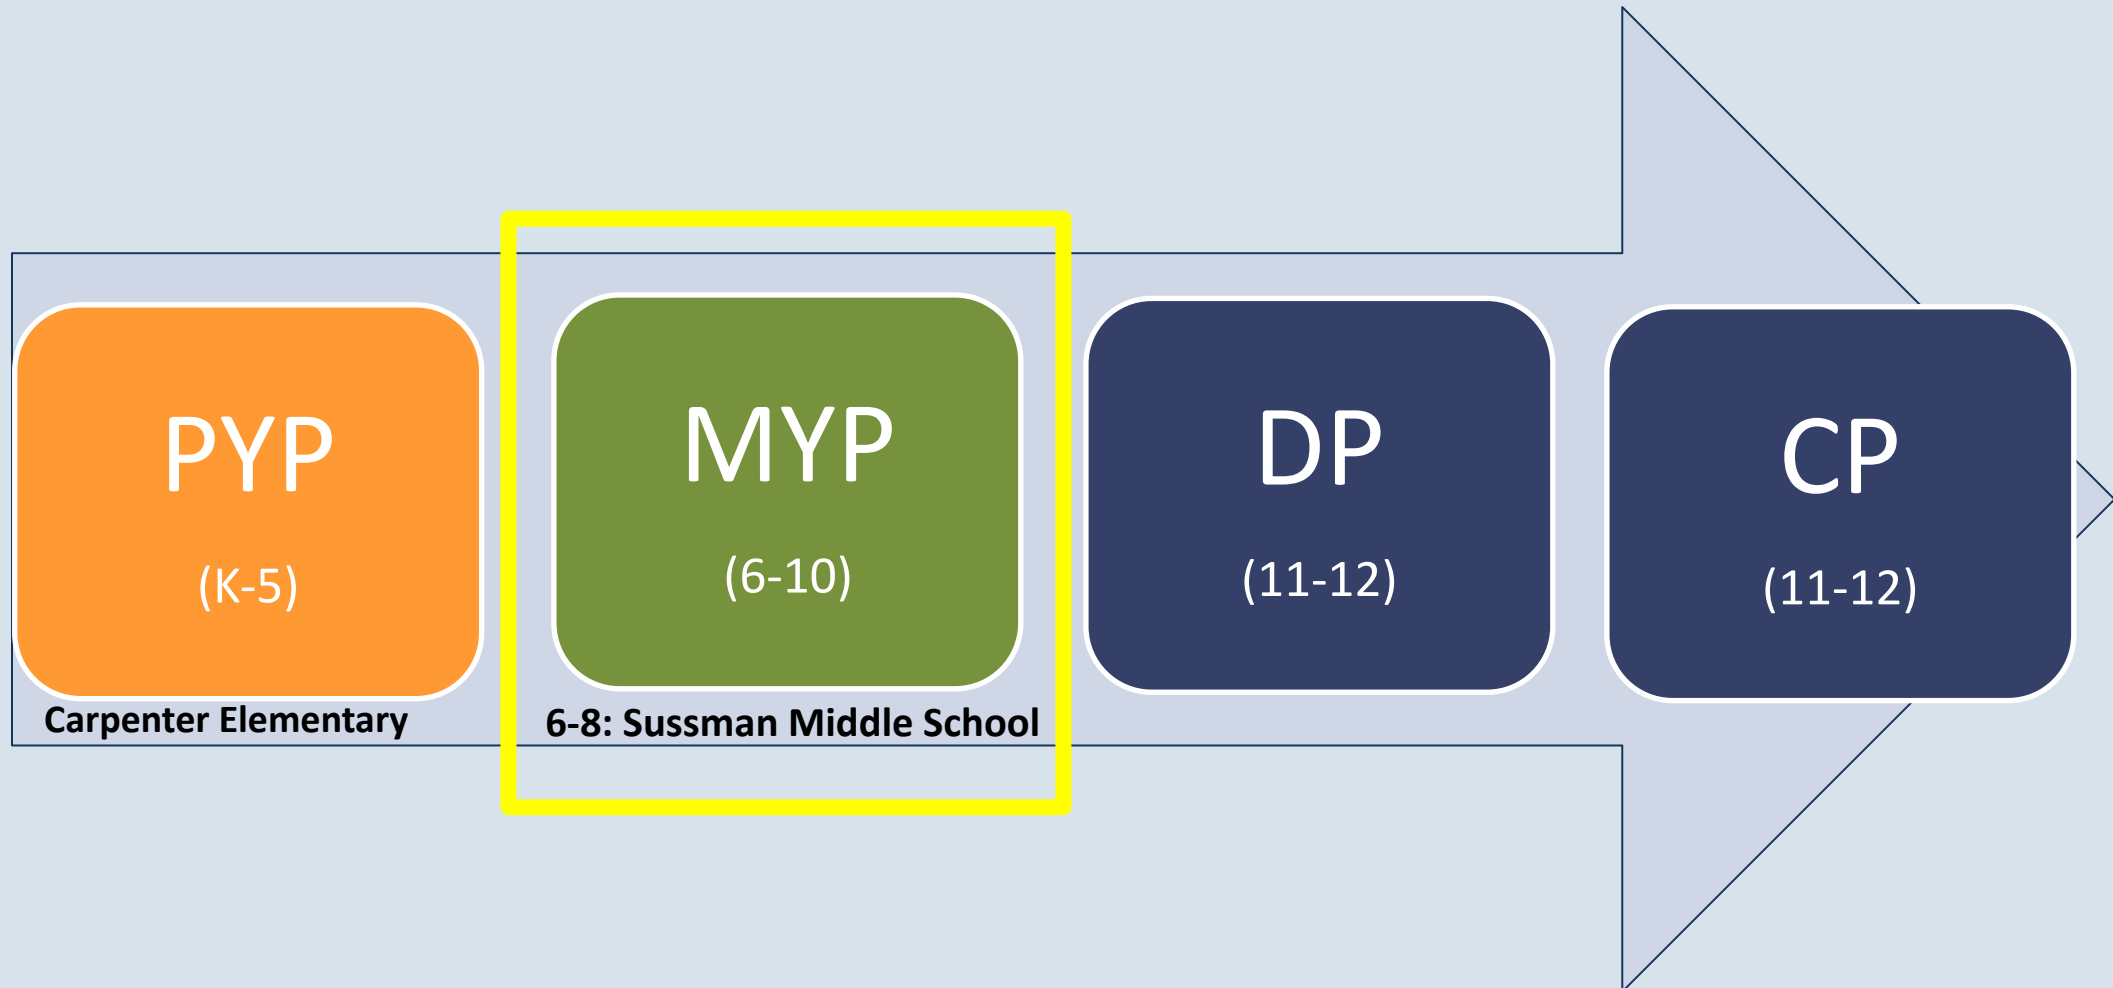 PYP
(K-5)
Carpenter Elementary
MYP
(6-10)
6-8: Sussman Middle School
DP
(11-12)
CP
(11-12)